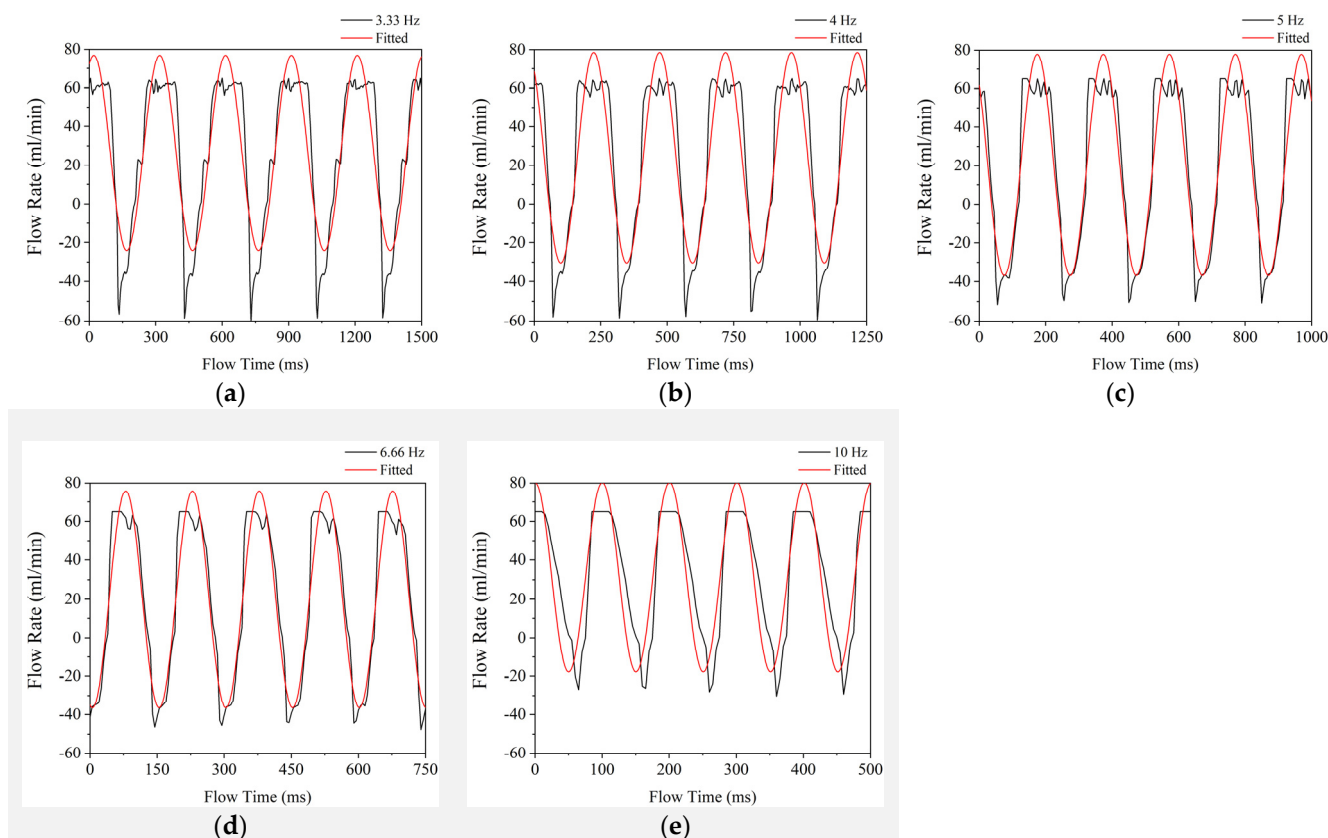 3.33 Hz
Fitted
Flow Rate (ml/min)
80
60
40
20
0
-20
-40
-60
0 300 600 900 1200 1500
Flow Time (ms)
(a)
4 Hz
Fitted
Flow Rate (ml/min)
80
60
40
20
0
-20
-40
-60
0 250 500 750 1000 1250
Flow Time (ms)
(b)
5 Hz
Fitted
Flow Rate (ml/min)
80
60
40
20
0
-20
-40
-60
0 200 400 600 800 1000
Flow Time (ms)
(c)
6.66 Hz
Fitted
Flow Rate (ml/min)
80
60
40
20
0
-20
-40
-60
0 150 300 450 600 750
Flow Time (ms)
(d)
10 Hz
Fitted
Flow Rate (ml/min)
80
60
40
20
0
-20
-40
-60
0 100 200 300 400 500
Flow Time (ms)
(e)